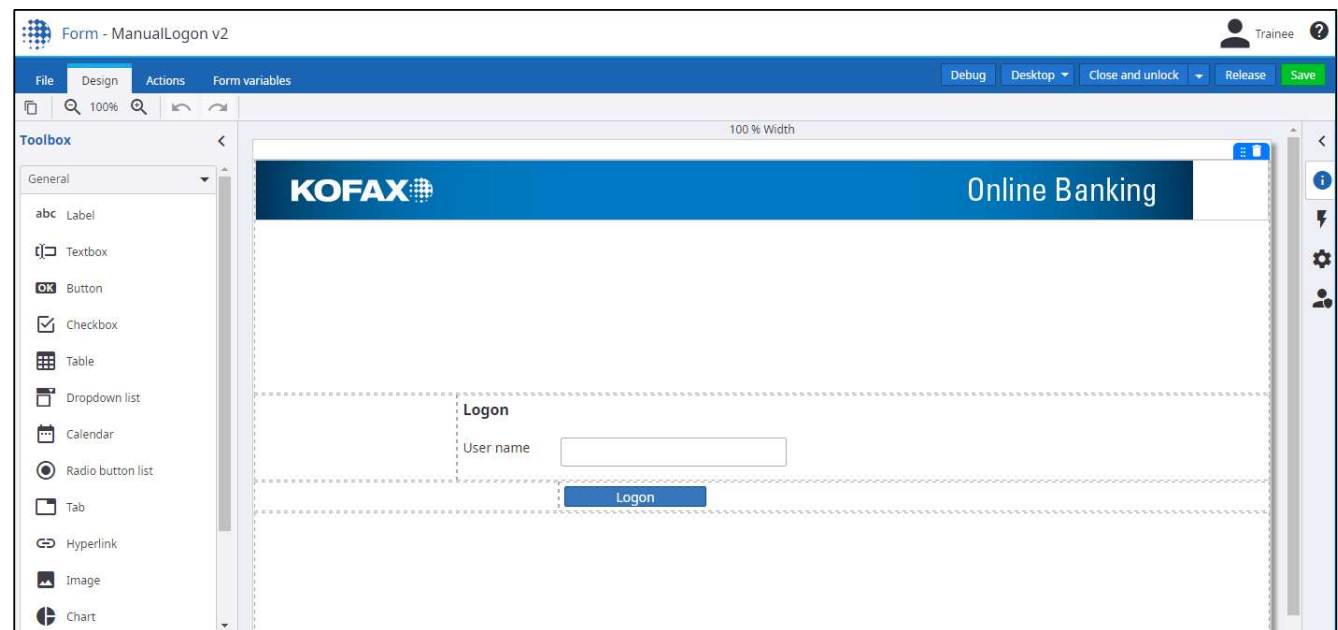 Form - ManualLogon v2
Trainee
File Design Actions Form variables
Debug Desktop Close and unlock Release Save
100%
Toolbox
100 % Width
General
KOFAX Online Banking
abc Label
Textbox
OK Button
Checkbox
Table
Dropdown list
Logon
Calendar
User name
Radio button list
Logon
Tab
Hyperlink
Image
Chart